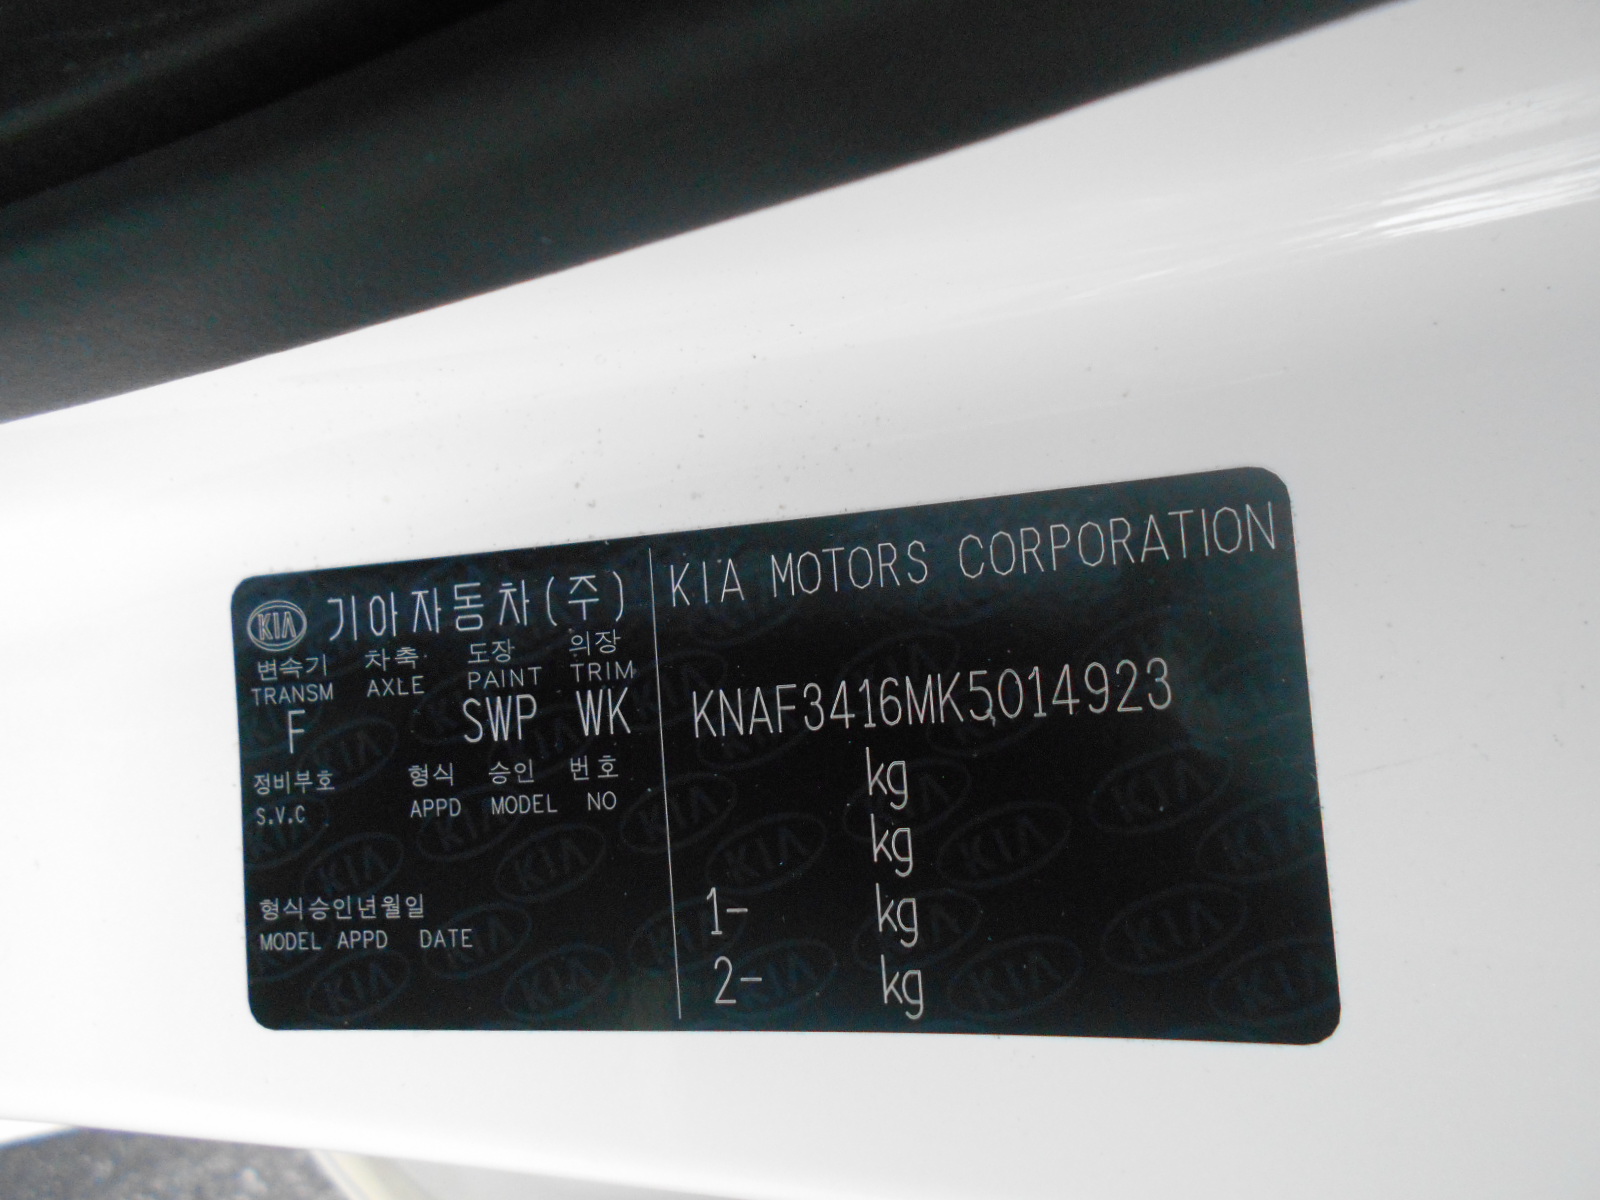 KIA 기아자동차(주)
변속기 차축 도장 의장
TRANSM AXLE PAINT TRIM
F SWP WK
정비부호 형식 승인 번호
S.V.C APPD MODEL NO
형식승인년월일
MODEL APPD DATE
KIA MOTORS CORPORATION
KNAF3416MK5014923
kg
kg
1- kg
2- kg